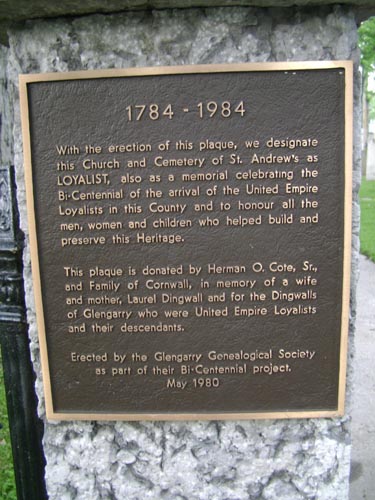 1784 - 1984
With the erection of this plaque, we designate
this Church and Cemetery of St. Andrew's as
LOYALIST, also as a memorial celebrating the
Bi-Centennial of the arrival of the United Empire
Loyalists in this County and to honour all the
men, women and children who helped build and
preserve this Heritage.
This plaque is donated by Herman O. Cote, Sr.,
and Family of Cornwall, in memory of a wife
and mother, Laurel Dingwall and for the Dingwalls
of Glengarry who were United Empire Loyalists
and their descendants.
Erected by the Glengarry Genealogical Society
as part of their Bi-Centennial project.
May 1980